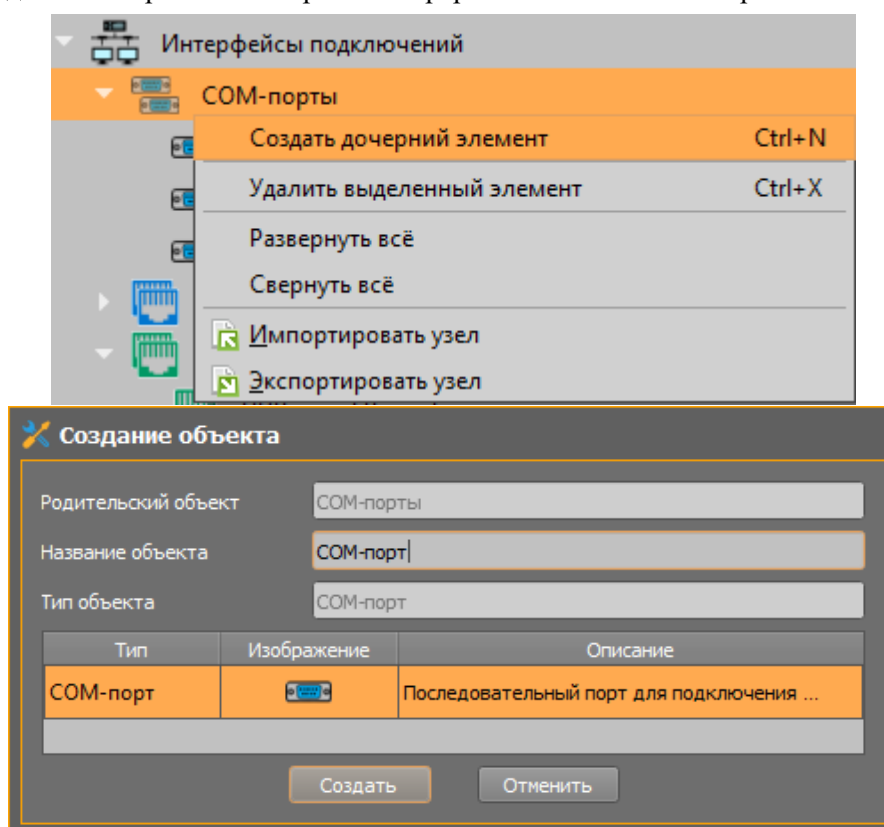 Интерфейсы подключений
COM-порты
Создать дочерний элемент Ctrl+N
Удалить выделенный элемент Ctrl+X
Развернуть всё
Свернуть всё
Импортировать узел
Экспортировать узел
Создание объекта
Родительский объект COM-порты
Название объекта COM-порт
Тип объекта COM-порт
Тип Изображение Описание
COM-порт Последовательный порт для подключения ...
Создать Отменить